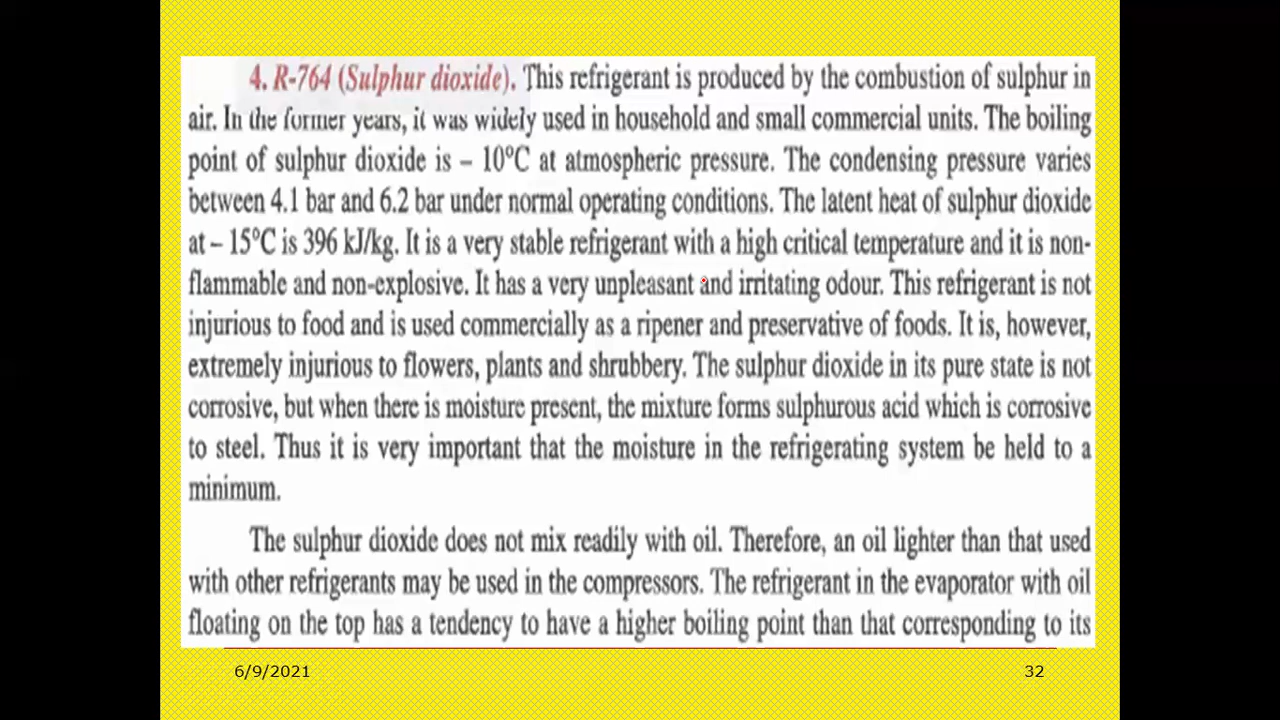 4. R-764 (Sulphur dioxide). This refrigerant is produced by the combustion of sulphur in
air. In the former years, it was widely used in household and small commercial units. The boiling
point of sulphur dioxide is – 10°C at atmospheric pressure. The condensing pressure varies
between 4.1 bar and 6.2 bar under normal operating conditions. The latent heat of sulphur dioxide
at – 15°C is 396 kJ/kg. It is a very stable refrigerant with a high critical temperature and it is non-
flammable and non-explosive. It has a very unpleasant and irritating odour. This refrigerant is not
injurious to food and is used commercially as a ripener and preservative of foods. It is, however,
extremely injurious to flowers, plants and shrubbery. The sulphur dioxide in its pure state is not
corrosive, but when there is moisture present, the mixture forms sulphurous acid which is corrosive
to steel. Thus it is very important that the moisture in the refrigerating system be held to a
minimum.
The sulphur dioxide does not mix readily with oil. Therefore, an oil lighter than that used
with other refrigerants may be used in the compressors. The refrigerant in the evaporator with oil
floating on the top has a tendency to have a higher boiling point than that corresponding to its
6/9/2021
32